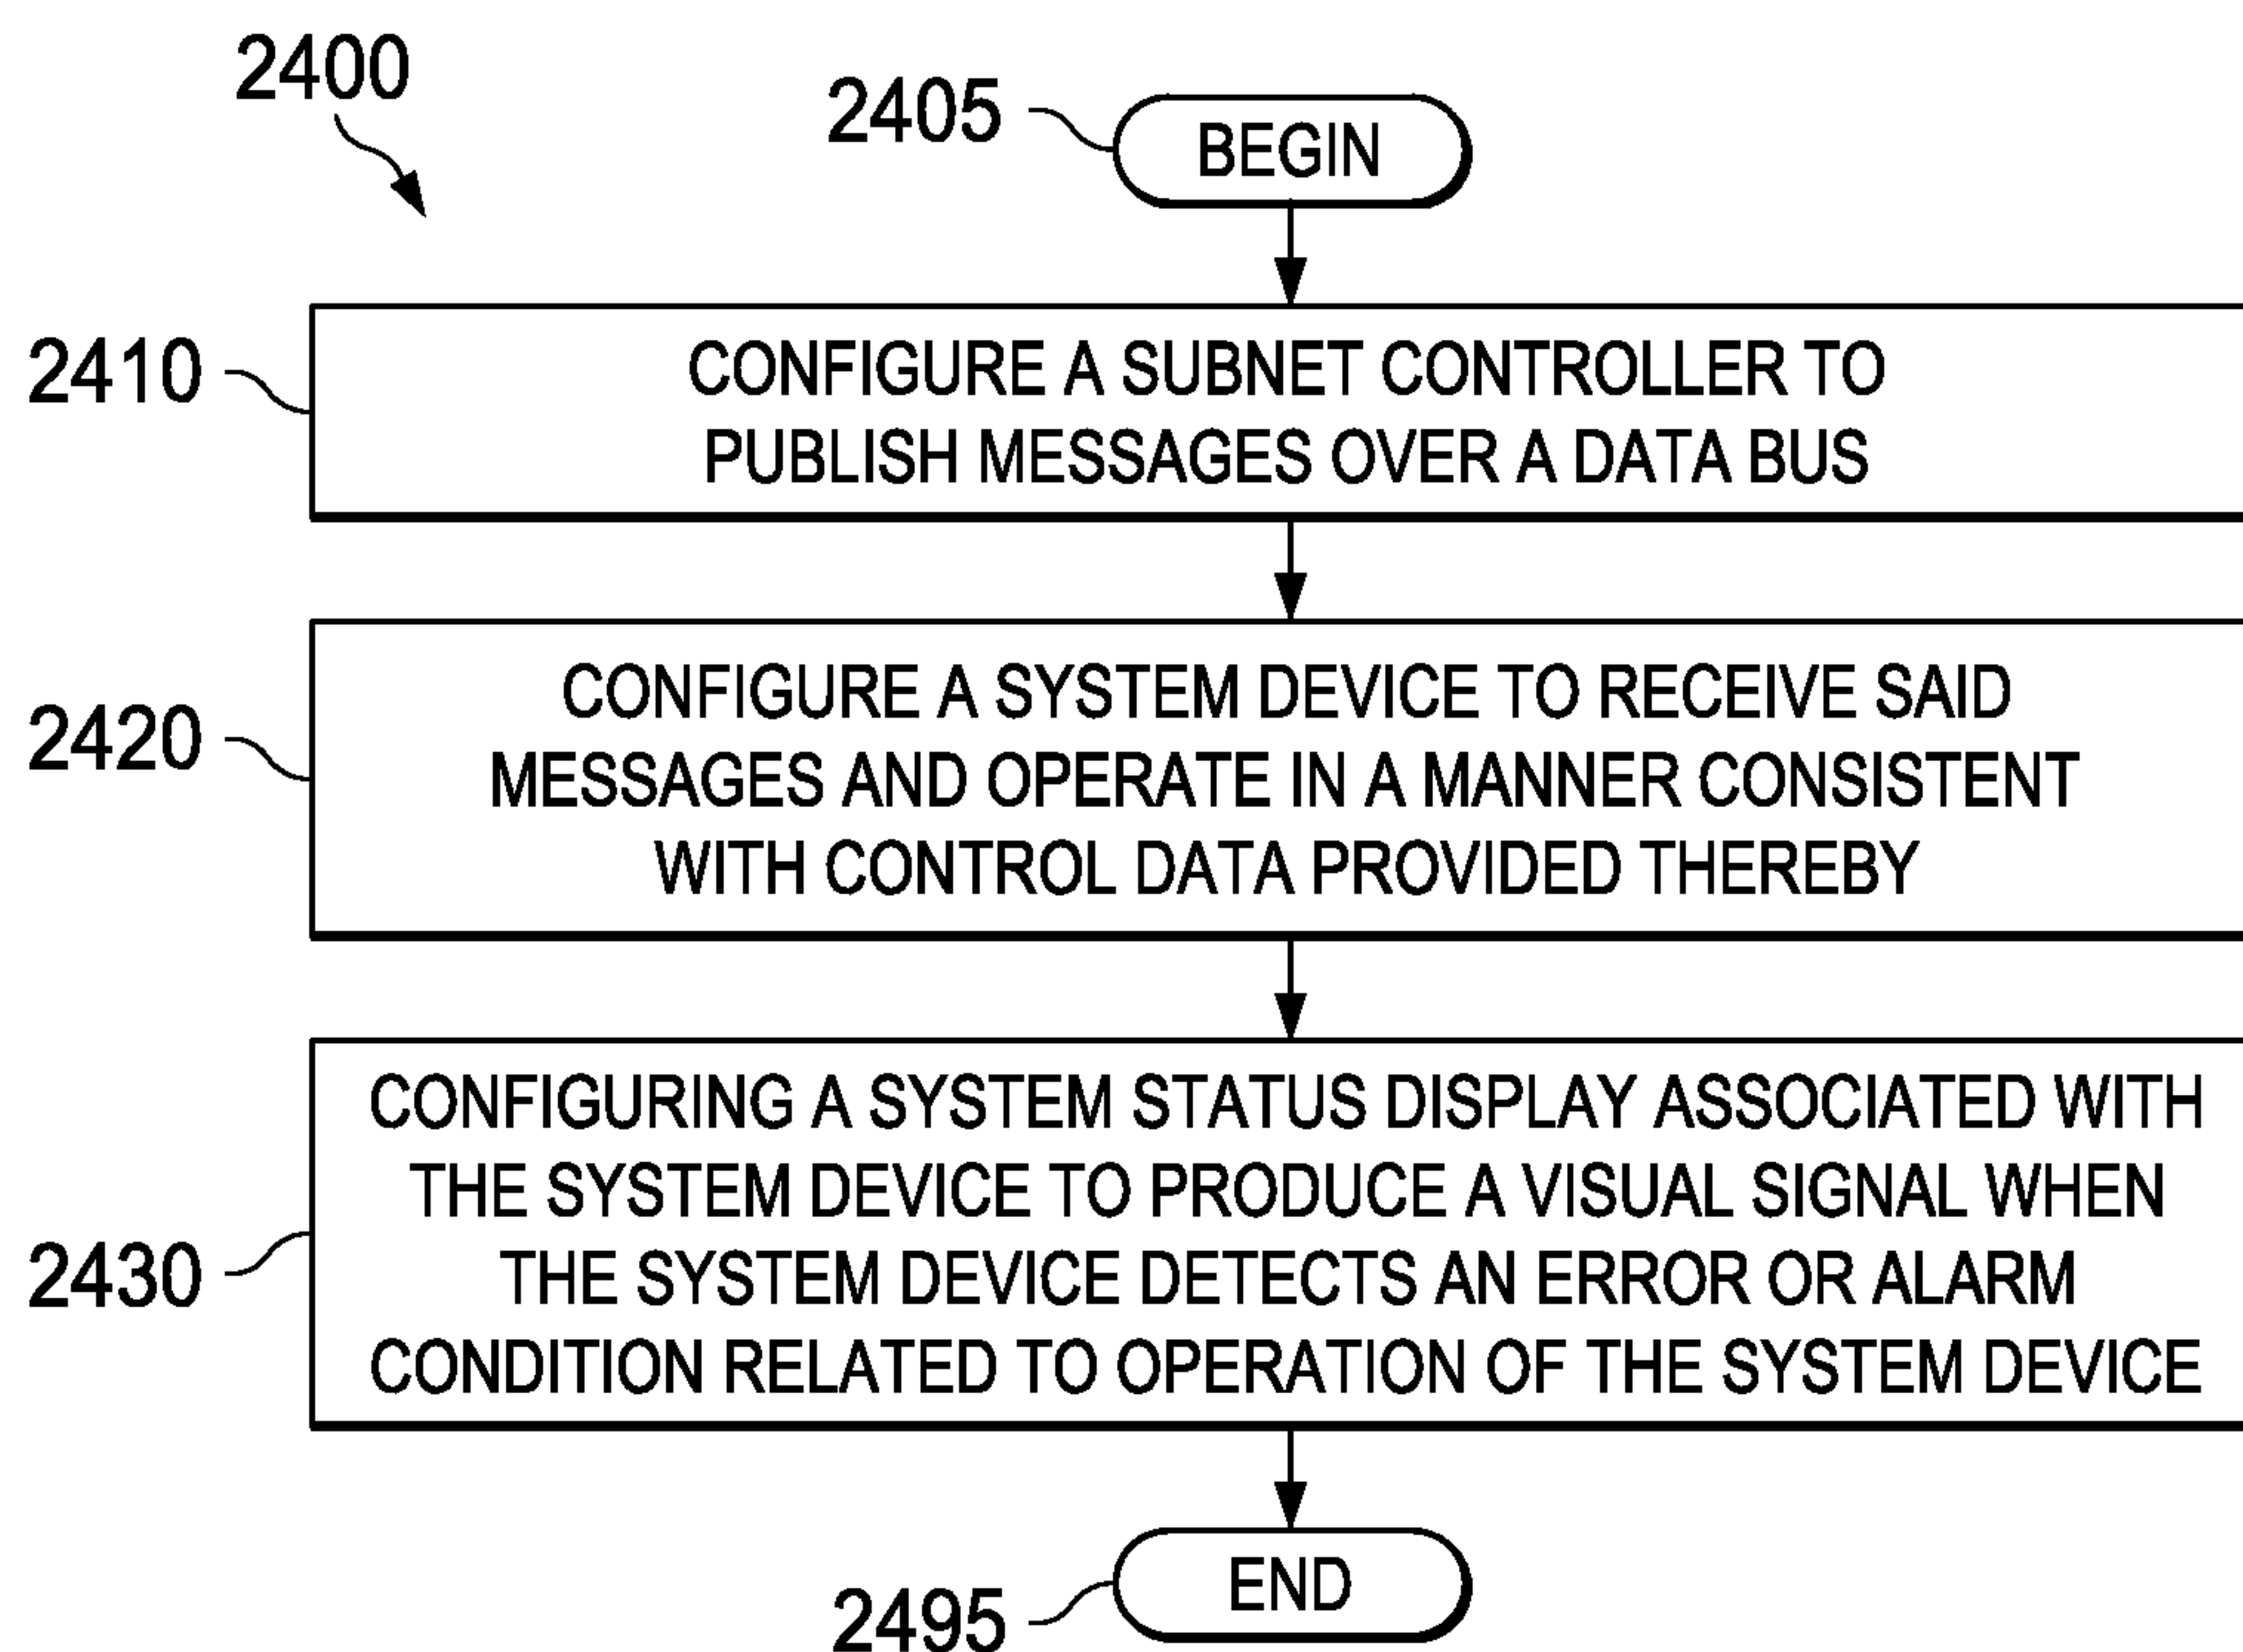 2400
2405
BEGIN
2410
CONFIGURE A SUBNET CONTROLLER TO
PUBLISH MESSAGES OVER A DATA BUS
2420
CONFIGURE A SYSTEM DEVICE TO RECEIVE SAID
MESSAGES AND OPERATE IN A MANNER CONSISTENT
WITH CONTROL DATA PROVIDED THEREBY
2430
CONFIGURING A SYSTEM STATUS DISPLAY ASSOCIATED WITH
THE SYSTEM DEVICE TO PRODUCE A VISUAL SIGNAL WHEN
THE SYSTEM DEVICE DETECTS AN ERROR OR ALARM
CONDITION RELATED TO OPERATION OF THE SYSTEM DEVICE
2495
END